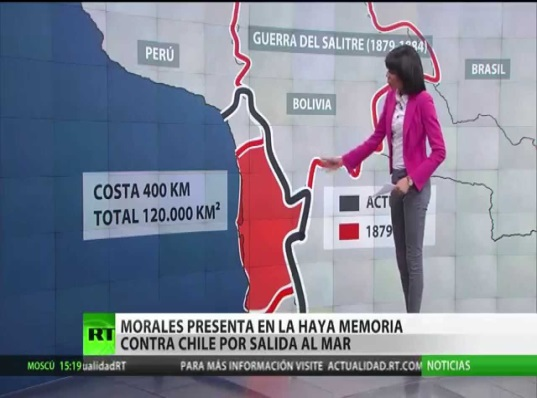 GUERRA DEL SALITRE (1879-1884)
PERÚ
BRASIL
BOLIVIA
COSTA 400 KM
TOTAL 120.000 KM²
1879
RT
MORALES PRESENTA EN LA HAYA MEMORIA
CONTRA CHILE POR SALIDA AL MAR
MOSCÚ 15:19 ualidadRT PARA MÁS INFORMACIÓN VISITE ACTUALIDAD.RT.COM NOTICIAS